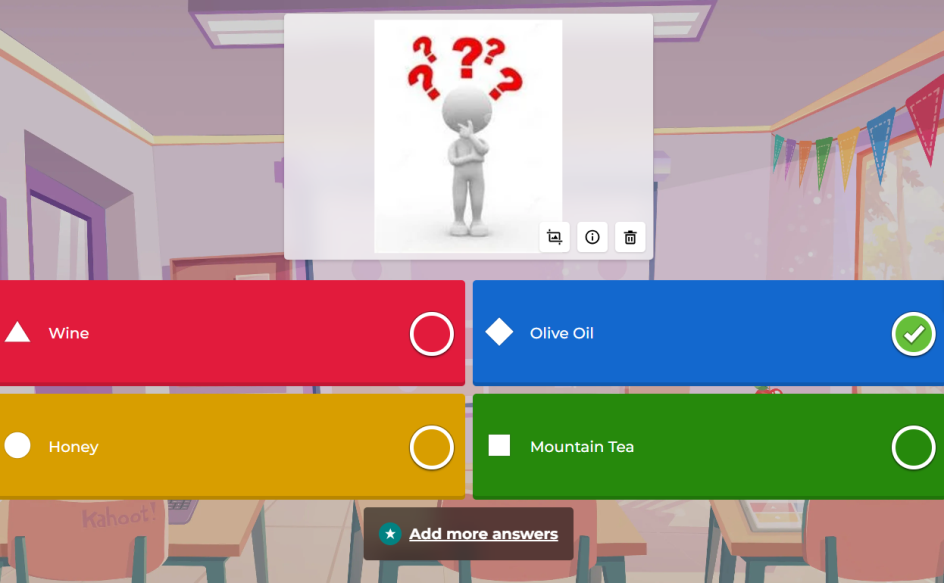 ? ? ? ? ?
Wine
Olive Oil
Honey
Mountain Tea
Kahoot!
Add more answers